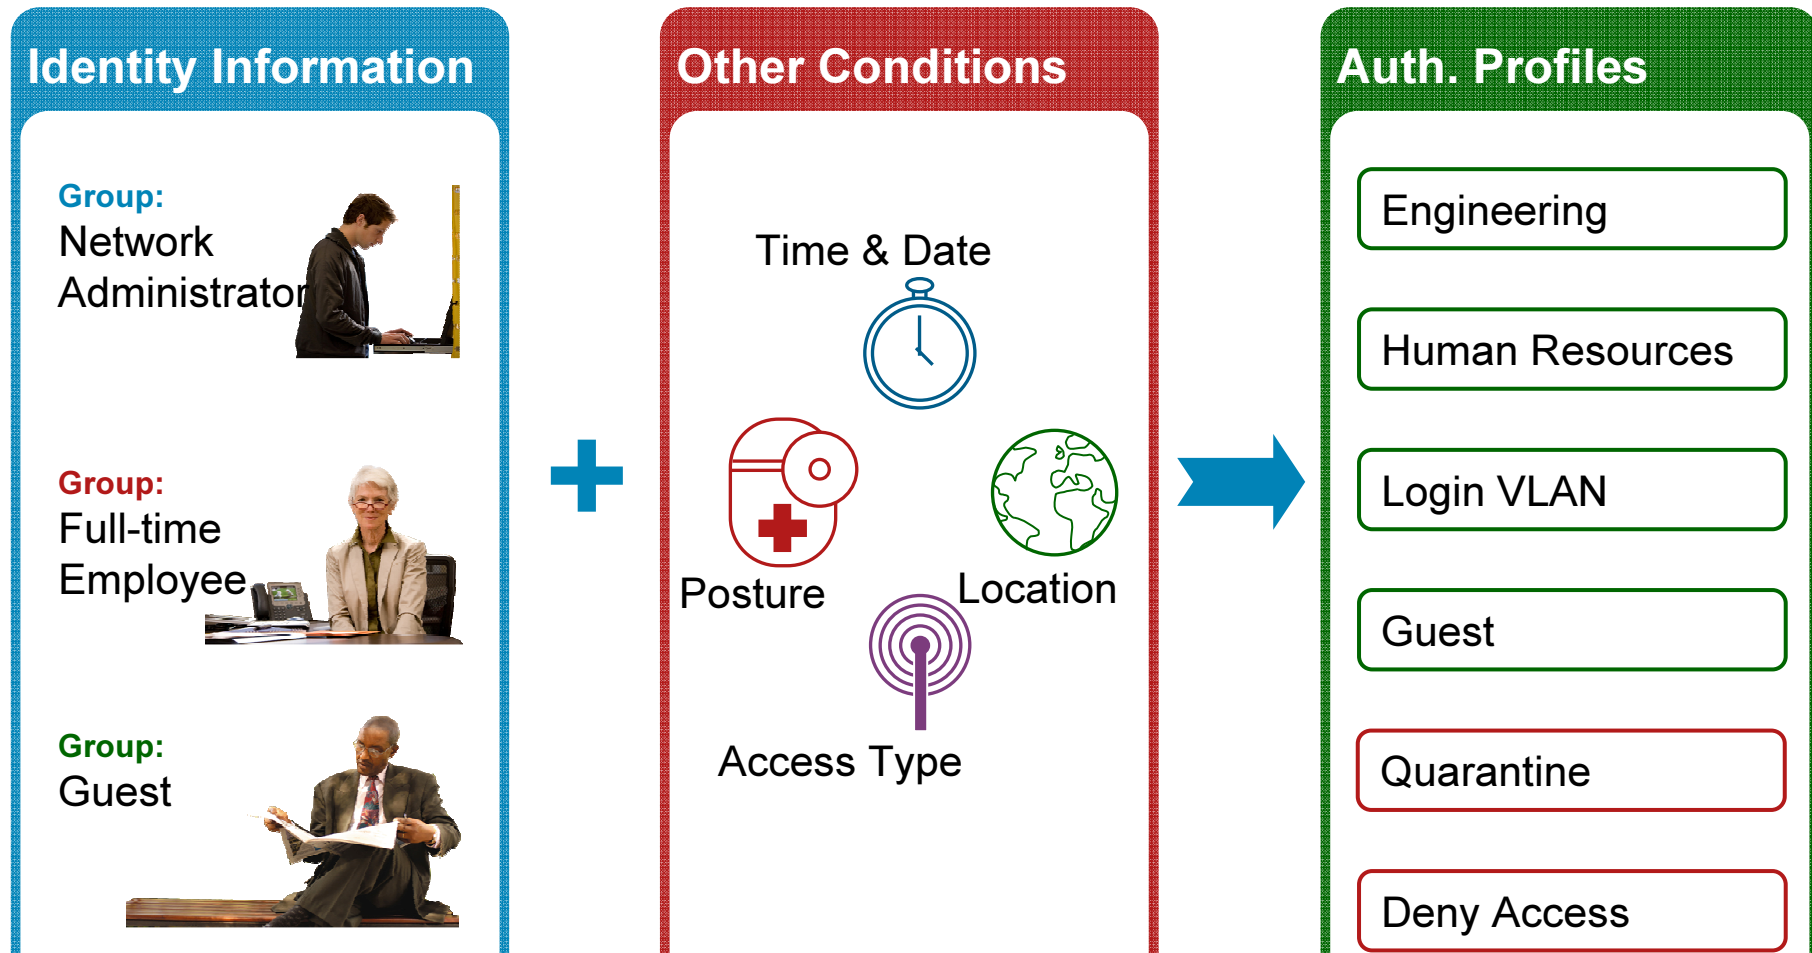 Identity Information
Group:
Network
Administrator
Group:
Full-time
Employee
Group:
Guest
Other Conditions
Time & Date
Posture
Location
Access Type
Auth. Profiles
Engineering
Human Resources
Login VLAN
Guest
Quarantine
Deny Access